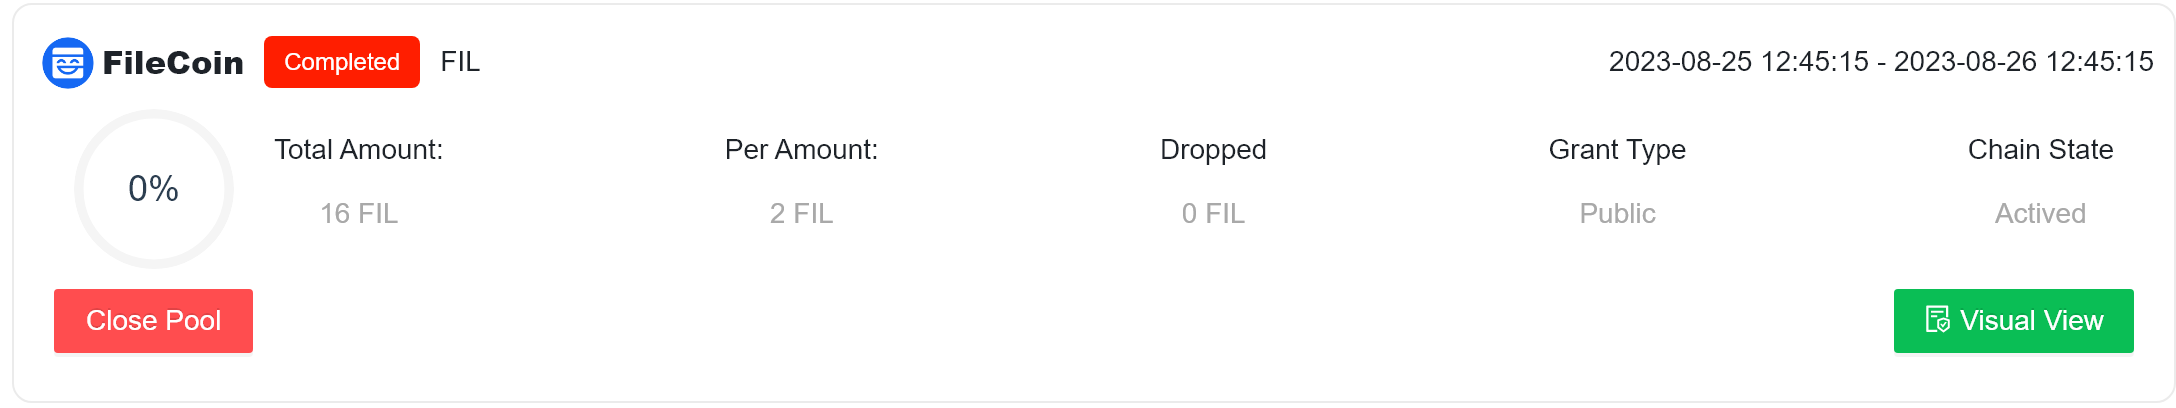 FileCoin Completed FIL 2023-08-25 12:45:15 - 2023-08-26 12:45:15
0%
Total Amount: Per Amount: Dropped Grant Type Chain State
16 FIL 2 FIL 0 FIL Public Actived
Close Pool Visual View